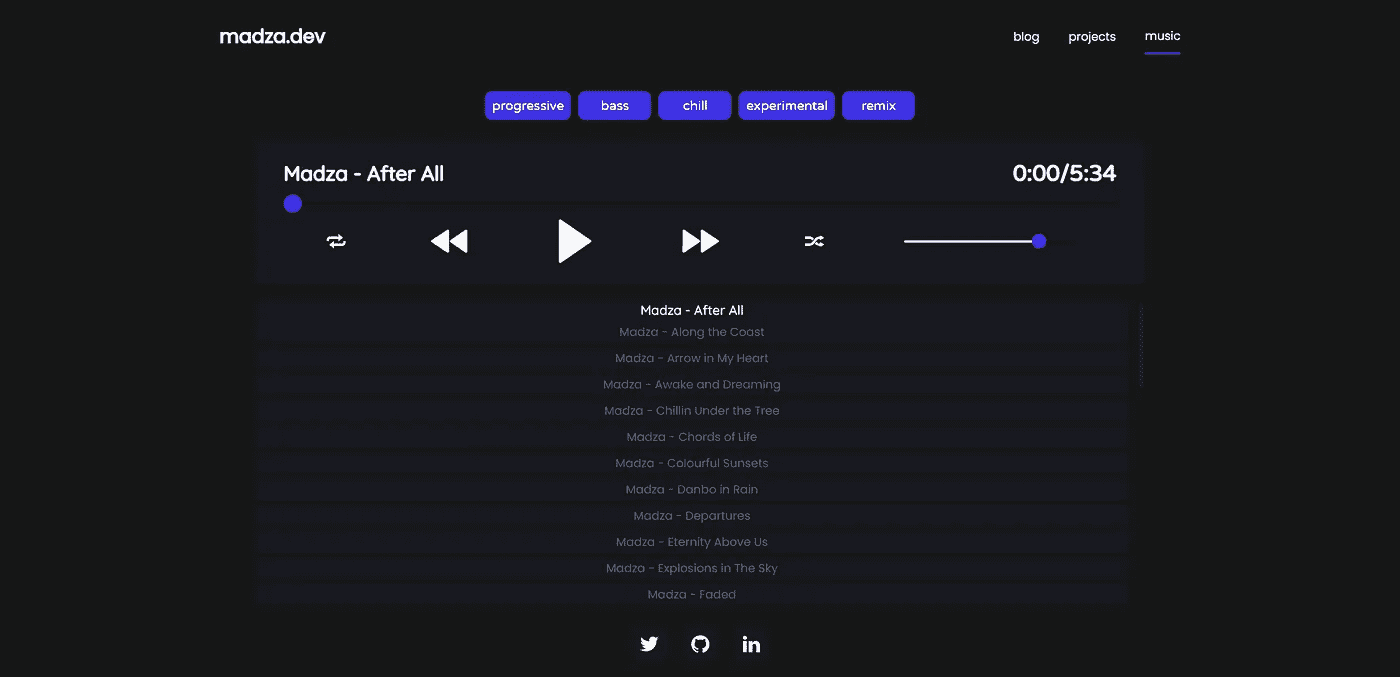 madza.dev
blog projects music
progressive bass chill experimental remix
Madza - After All 0:00/5:34
Madza - After All
Madza - Along the Coast
Madza - Arrow in My Heart
Madza - Awake and Dreaming
Madza - Chillin Under the Tree
Madza - Chords of Life
Madza - Colourful Sunsets
Madza - Danbo in Rain
Madza - Departures
Madza - Eternity Above Us
Madza - Explosions in The Sky
Madza - Faded
in